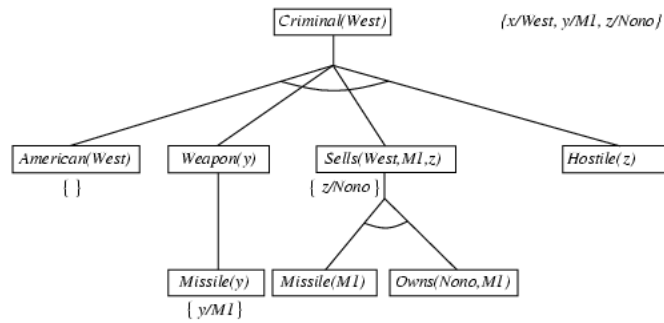 Criminal(West) {x/West, y/M1, z/Nono}
American(West) Weapon(y) Sells(West,M1,z) Hostile(z)
{ } { z/Nono }
Missile(y) Missile(M1) Owns(Nono,M1)
{ y/M1}